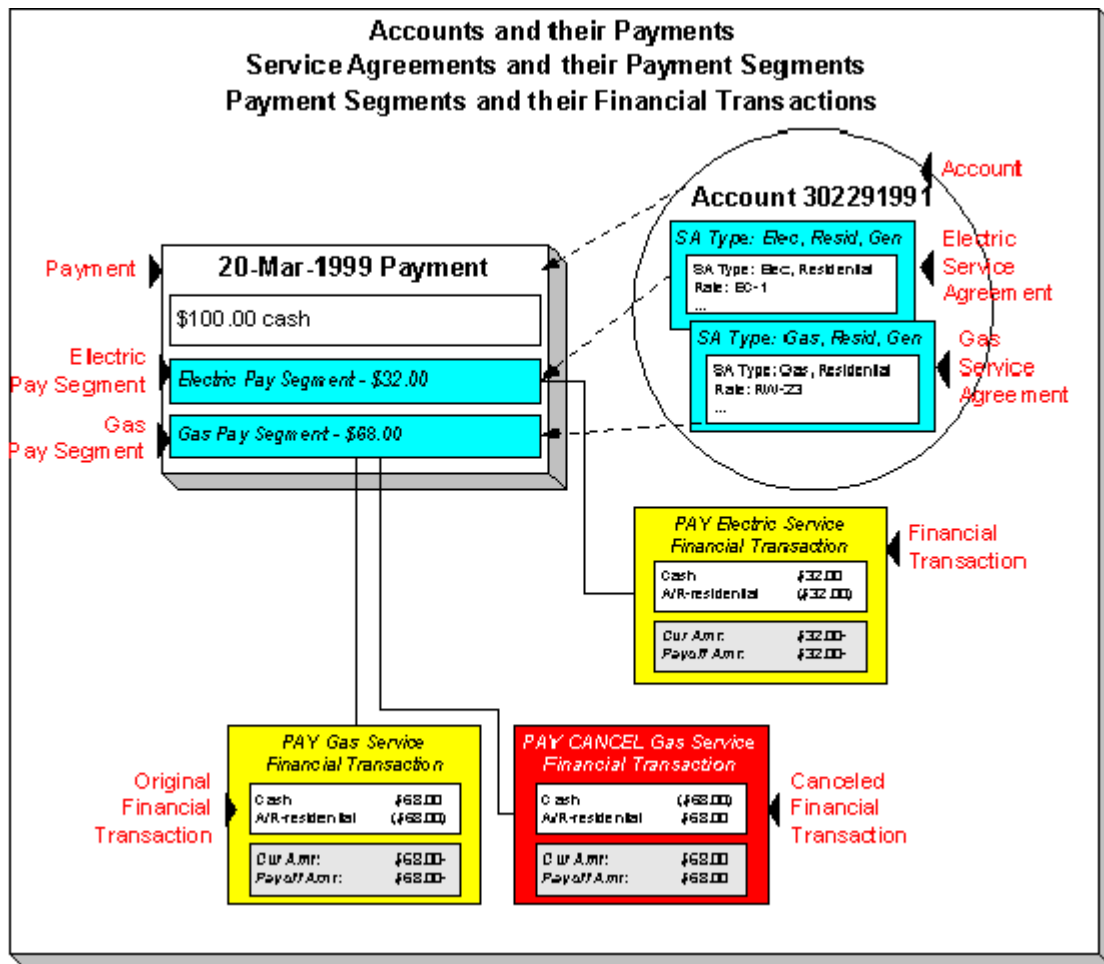 Accounts and their Payments
Service Agreements and their Payment Segments
Payment Segments and their Financial Transactions
Account
Account 302291991
SA Type: Elec, Resid, Gen
SA Type: Elec, Residential
Rate: EC-1
...
Electric
Service
Agreement
SA Type: Gas, Resid, Gen
SA Type: Gas, Residential
Rate: RW-23
...
Gas
Service
Agreement
Payment
20-Mar-1999 Payment
$100.00 cash
Ellectric
Pay Segment
Electric Pay Segment - $32.00
Gas
Pay Segment
Gas Pay Segment - $68.00
PAY Electric Service
Financial Transaction
Cash $32.00
A/R-residential ($32.00)
Cur Amt: $32.00-
Payoff Amt: $32.00-
Financial
Transaction
Original
Financial
Transaction
PAY Gas Service
Financial Transaction
Cash $68.00
A/R-residential ($68.00)
Cur Amt: $68.00-
Payoff Amt: $68.00-
PAY CANCEL Gas Service
Financial Transaction
Cash ($68.00)
A/R-residential $68.00
Cur Amt: $68.00
Payoff Amt: $68.00
Canceled
Financial
Transaction